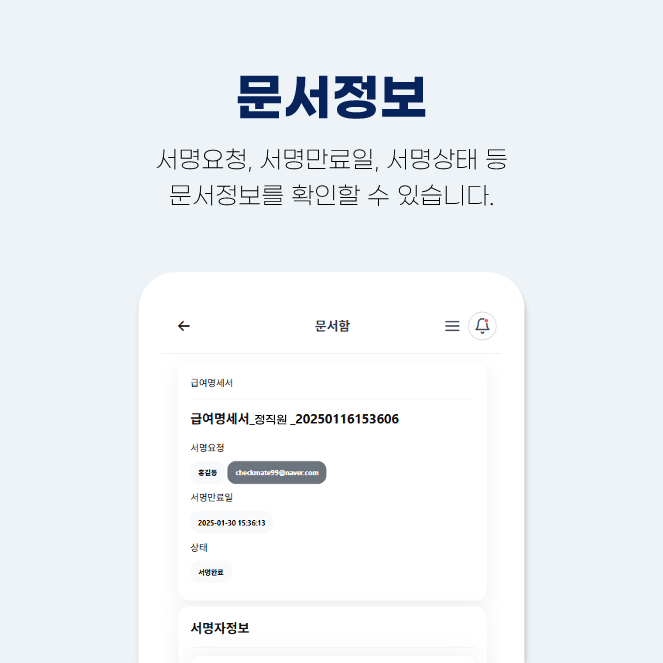 문서정보
서명요청, 서명만료일, 서명상태 등
문서정보를 확인할 수 있습니다.
문서함
급여명세서
급여명세서_정직원 _20250116153606
서명요청
홍길동 checkmate99@naver.com
서명만료일
2025-01-30 15:36:13
상태
서명완료
서명자정보